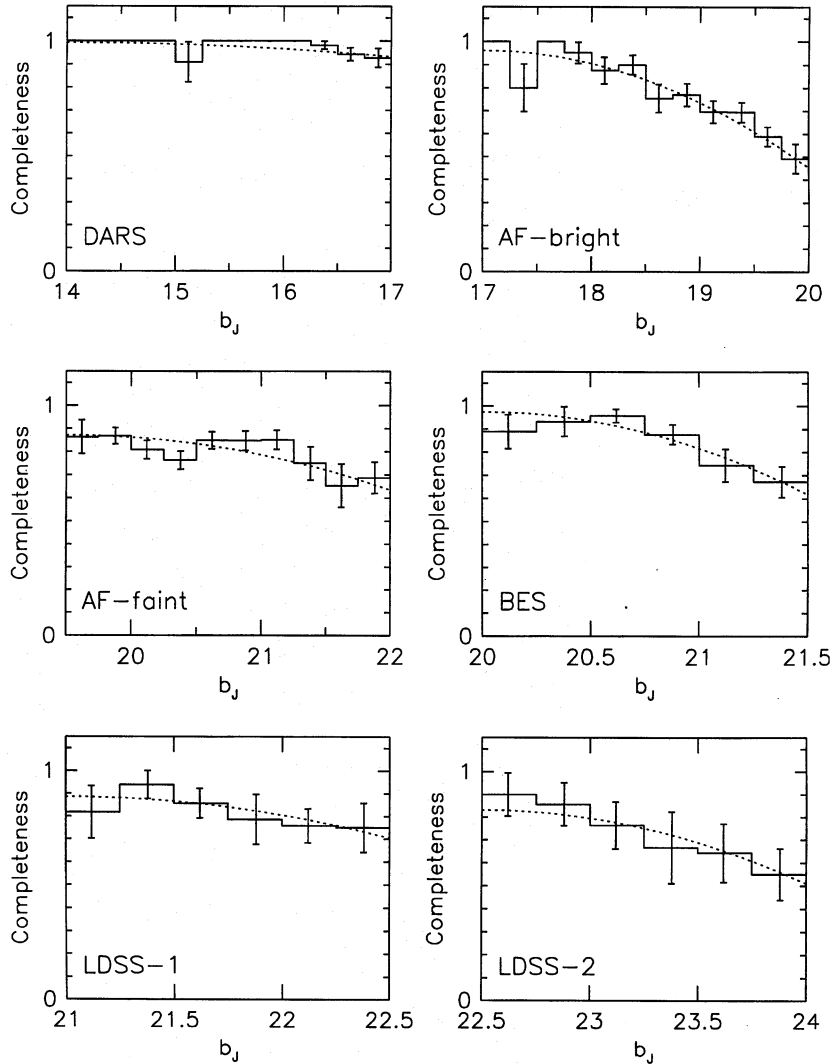 Completeness
1
0
DARS
14 15 16 17
b_J
Completeness
1
0
AF-bright
17 18 19 20
b_J
Completeness
1
0
AF-faint
20 21 22
b_J
Completeness
1
0
BES
20 20.5 21 21.5
b_J
Completeness
1
0
LDSS-1
21 21.5 22 22.5
b_J
Completeness
1
0
LDSS-2
22.5 23 23.5 24
b_J